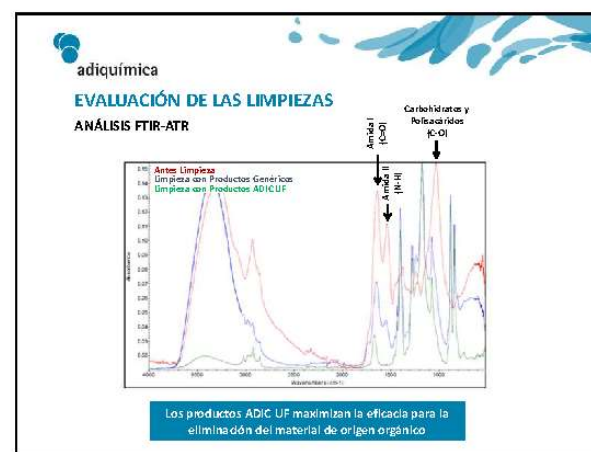 adiquímica
EVALUACIÓN DE LAS LIMPIEZAS
ANÁLISIS FTIR-ATR
Amida I
(C=O)
Amida II
(N-H)
Carbohidratos y
Polisacáridos
(C-O)
Antes Limpieza
Limpieza con Productos Genéricos
Limpieza con Productos ADIC UF
4000
Los productos ADIC UF maximizan la eficacia para la
eliminación del material de origen orgánico